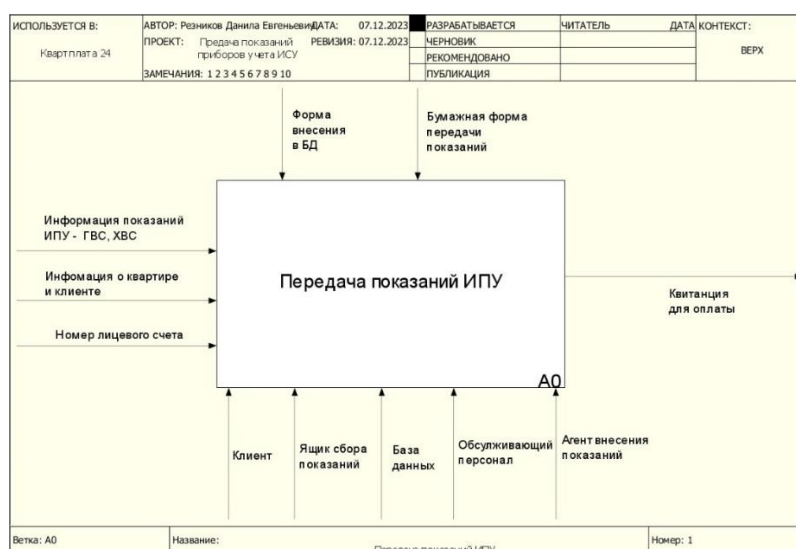 ИСПОЛЬЗУЕТСЯ В:
Квартплата 24
АВТОР: Резников Данила Евгеньевич
ДАТА: 07.12.2023
ПРОЕКТ: Предача показаний
приборов учета ИСУ
РЕВИЗИЯ: 07.12.2023
ЗАМЕЧАНИЯ: 1 2 3 4 5 6 7 8 9 10
РАЗРАБАТЫВАЕТСЯ
ЧЕРНОВИК
РЕКОМЕНДОВАНО
ПУБЛИКАЦИЯ
ЧИТАТЕЛЬ
ДАТА
КОНТЕКСТ:
ВЕРХ
Форма
внесения
в БД
Бумажная форма
передачи
показаний
Информация показаний
ИПУ - ГВС, ХВС
Инфомация о квартире
и клиенте
Номер лицевого счета
Передача показаний ИПУ
A0
Квитанция
для оплаты
Клиент
Ящик сбора
показаний
База
данных
Обсулживающий
персонал
Агент внесения
показаний
Ветка: A0
Название:
Передача показаний ИПУ
Номер: 1